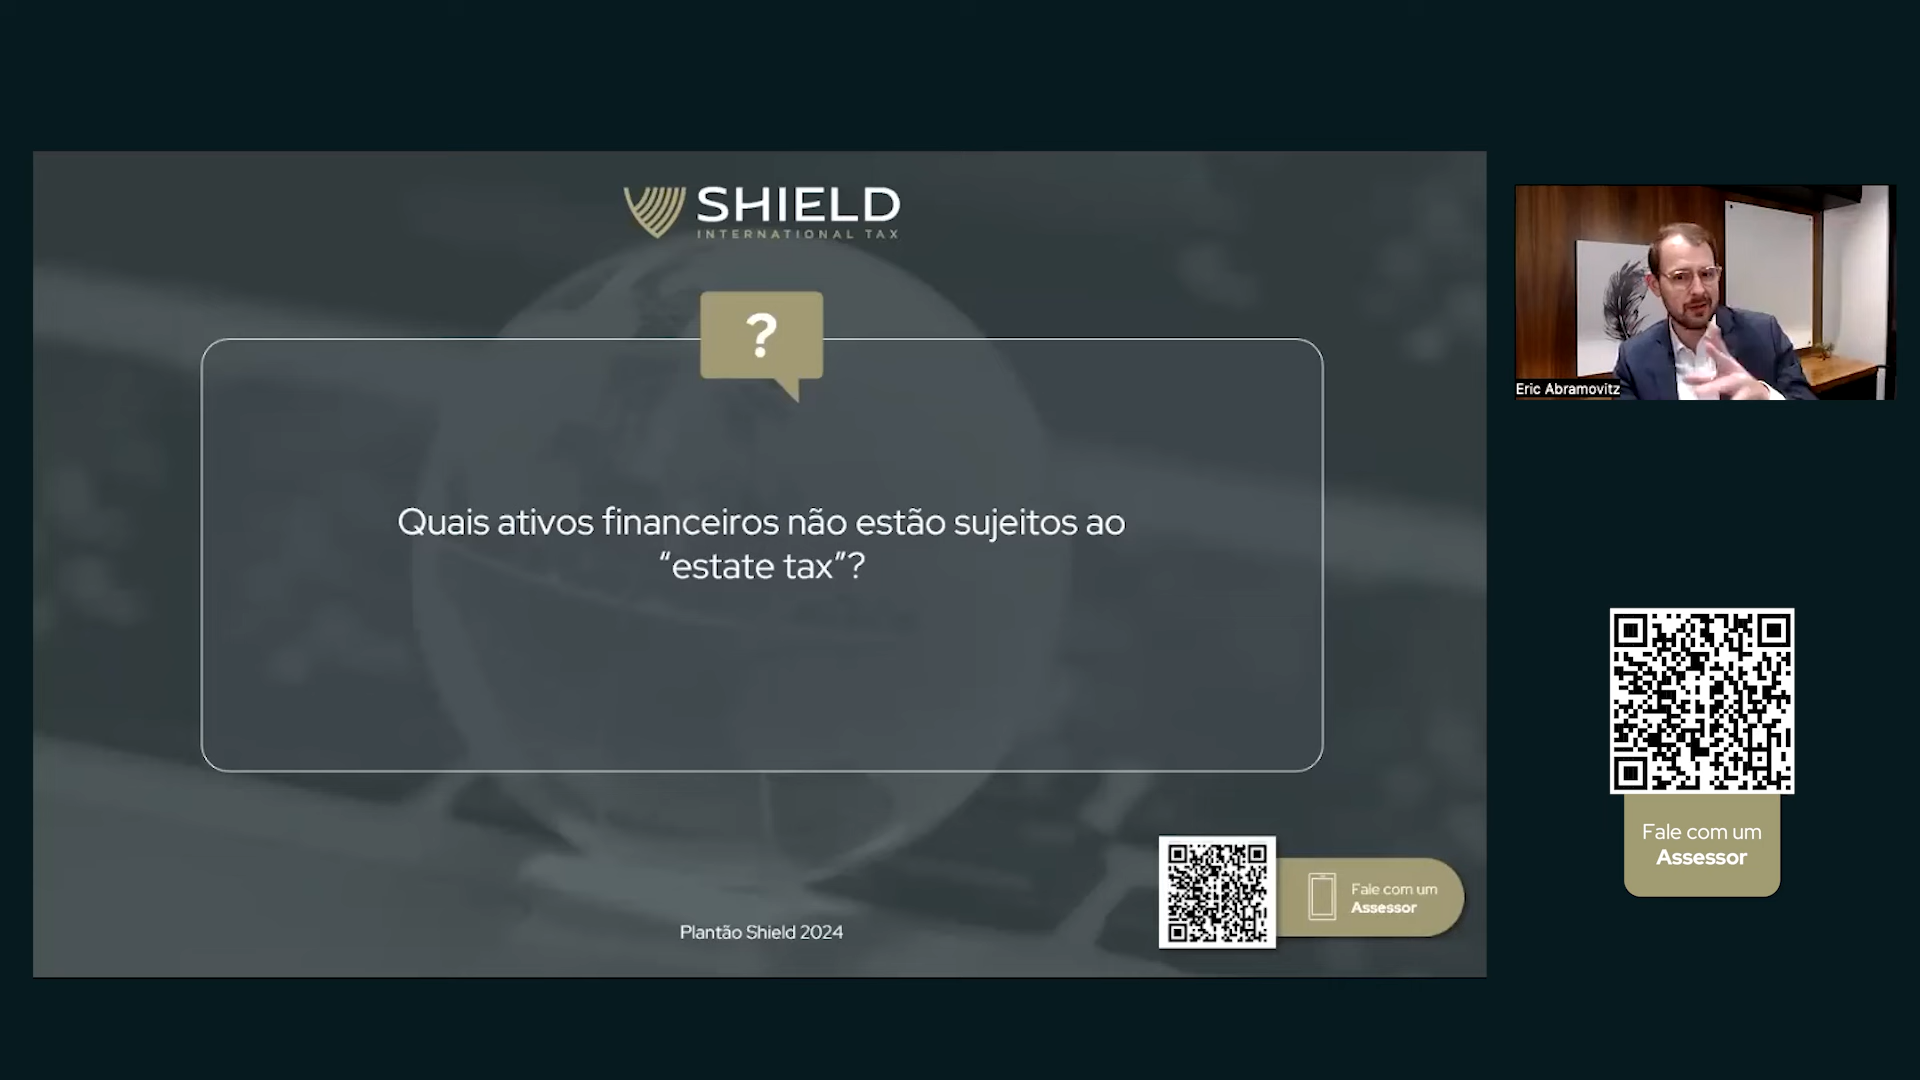 SHIELD
INTERNATIONAL TAX
?
Quais ativos financeiros não estão sujeitos ao
“estate tax”?
Plantão Shield 2024
Fale com um
Assessor
Eric Abramovitz
Fale com um
Assessor